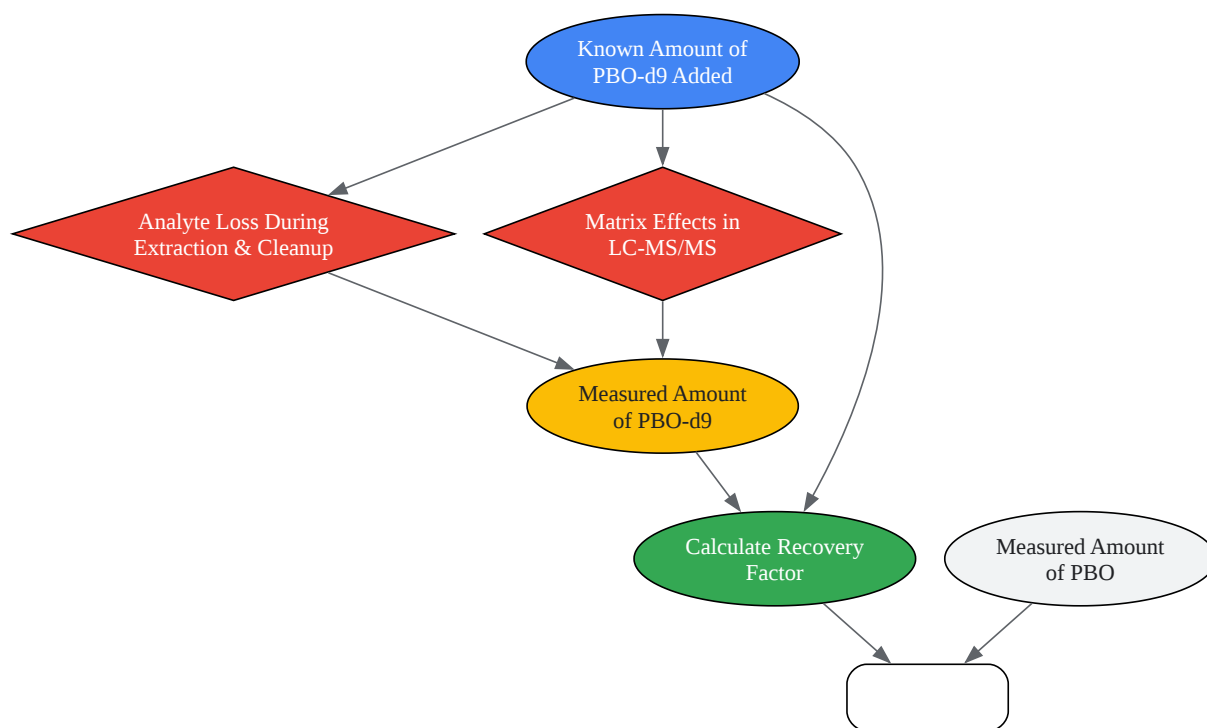 Known Amount of
PBO-d9 Added
Analyte Loss During
Extraction & Cleanup
Matrix Effects in
LC-MS/MS
Measured Amount
of PBO-d9
Calculate Recovery
Factor
Measured Amount
of PBO